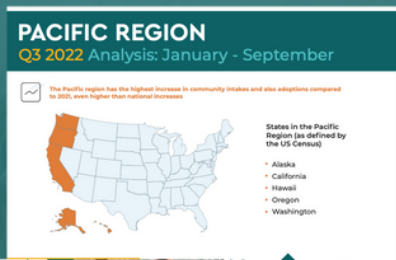 PACIFIC REGION
Q3 2022 Analysis: January - September
The Pacific region has the highest increase in community intakes and also adoptions compared
to 2021, even higher than national increases
States in the Pacific
Region (as defined by
the US Census)
• Alaska
• California
• Hawaii
• Oregon
• Washington